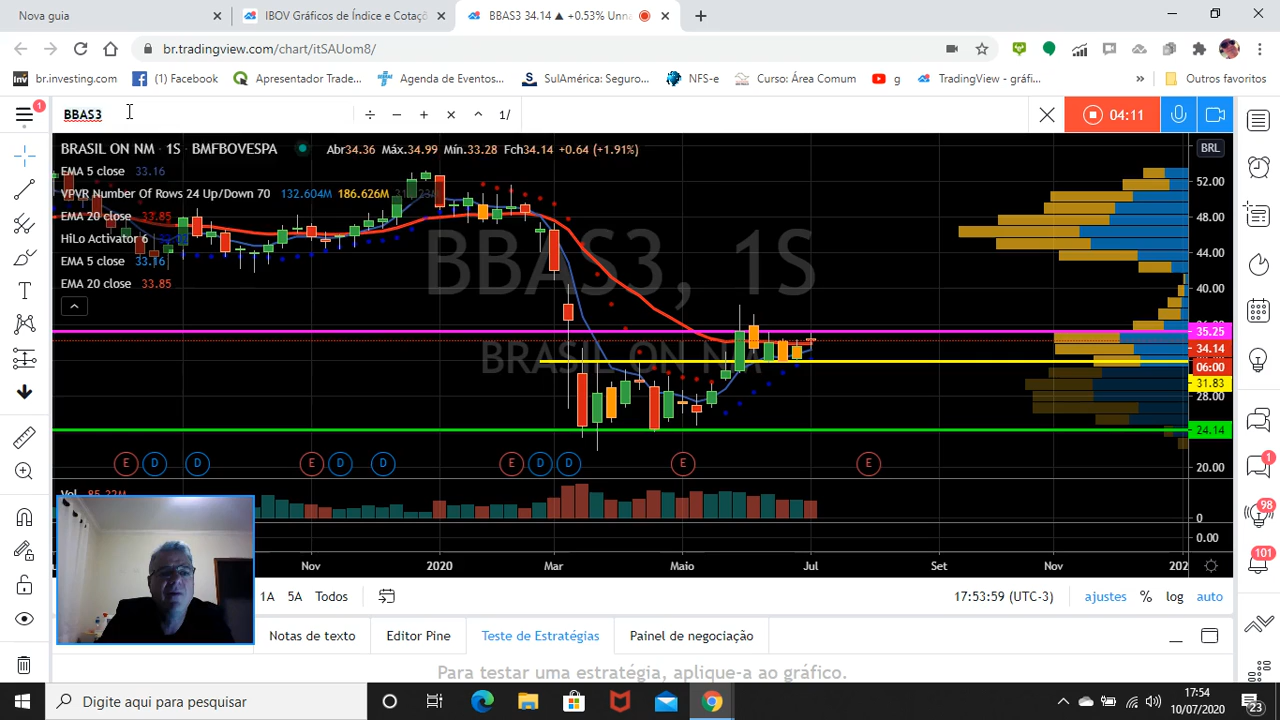 Nova guia
IBOV Gráficos de Índice e Cotaçõ
BBAS3 34.14 ▲ +0.53% Unna
br.tradingview.com/chart/itSAUom8/
br.investing.com
(1) Facebook
Apresentador Trade...
Agenda de Eventos...
SulAmérica: Seguro...
NFS-e
Curso: Área Comum
g
TradingView - gráfi...
Outros favoritos
1
BBAS3
÷ − + × ^ 1/
04:11
BRASIL ON NM · 1S · BMFBOVESPA
Abr34.36 Máx.34.99 Mín.33.28 Fch34.14 +0.64 (+1.91%)
BRL
EMA 5 close 33.16
VPVR Number Of Rows 24 Up/Down 70 132.604M 186.626M
EMA 20 close 33.85
HiLo Activator 6
EMA 5 close 33.16
EMA 20 close 33.85
BBAS3, 1S
BRASIL ON NM
52.00
48.00
44.00
40.00
35.25
34.14
06:00
31.83
28.00
24.14
20.00
E D D E D D E D D E E
Vol 85.32M
0
0.00
Nov 2020 Mar Maio Jul Set Nov 202
1A 5A Todos
17:53:59 (UTC-3)
ajustes % log auto
Notas de texto
Editor Pine
Teste de Estratégias
Painel de negociação
Para testar uma estratégia, aplique-a ao gráfico.
1
98
101
Digite aqui para pesquisar
17:54
10/07/2020
23